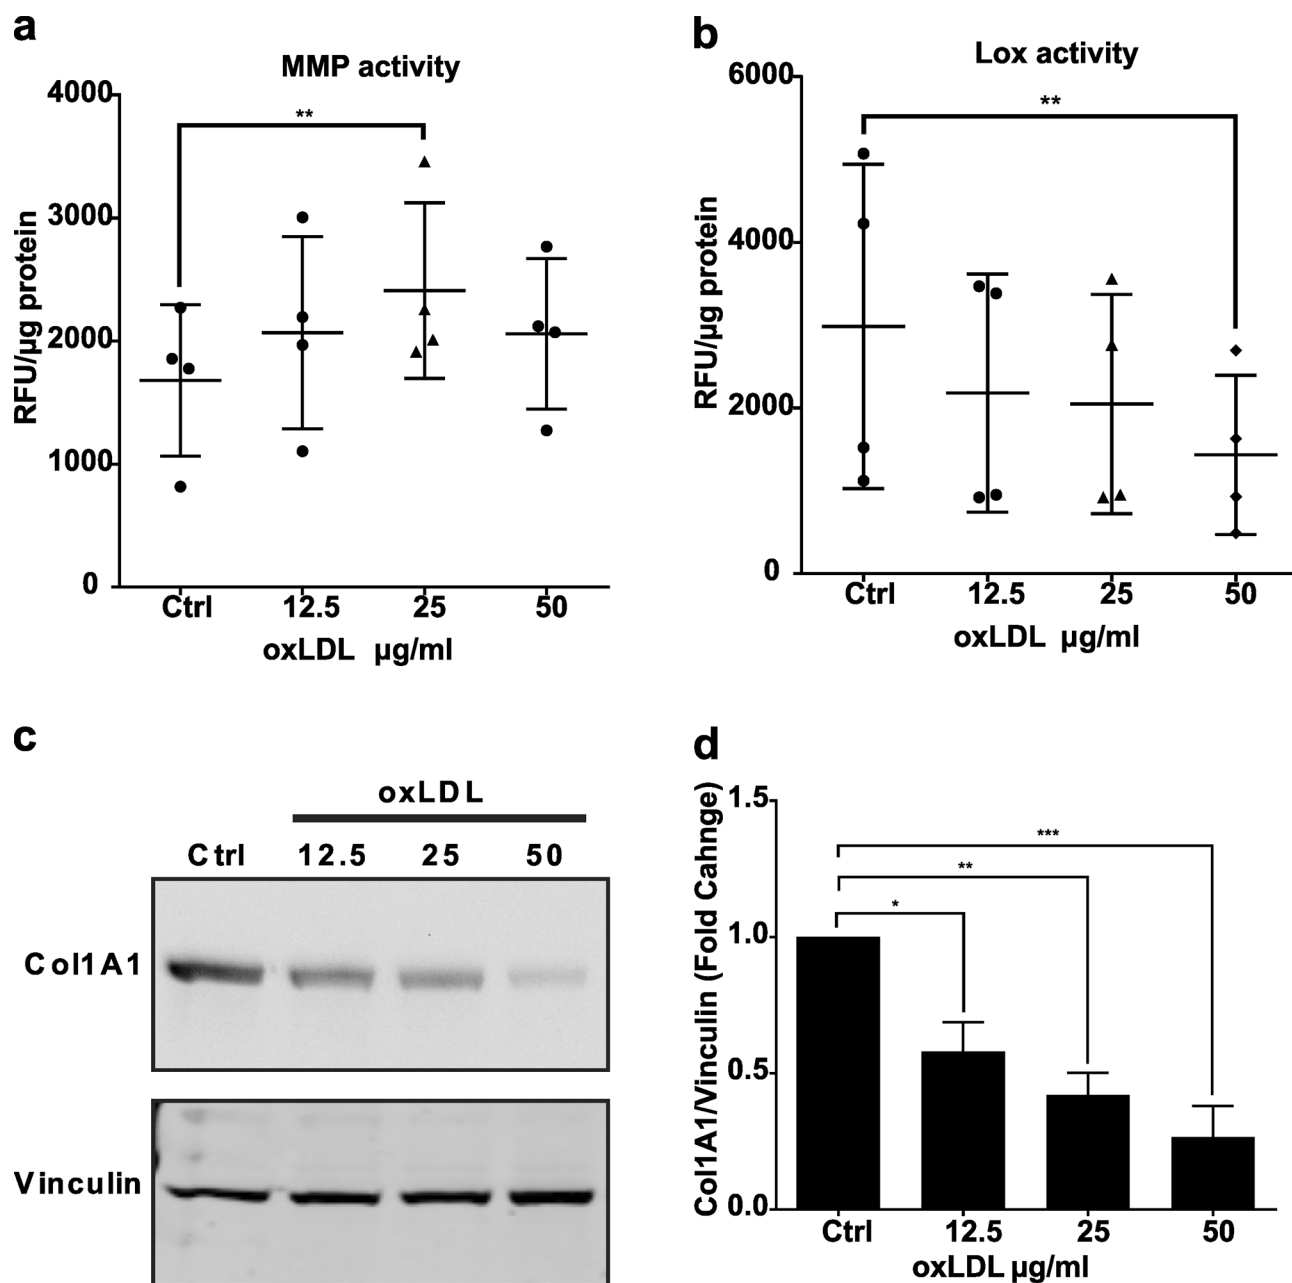 a
MMP activity
4000
3000
2000
1000
0
RFU/µg protein
**
Ctrl 12.5 25 50
oxLDL µg/ml
b
Lox activity
6000
4000
2000
0
RFU/µg protein
**
Ctrl 12.5 25 50
oxLDL µg/ml
c
oxLDL
Ctrl 12.5 25 50
Col1A1
Vinculin
d
1.5
1.0
0.5
0.0
Col1A1/Vinculin (Fold Cahnge)
***
**
*
Ctrl 12.5 25 50
oxLDL µg/ml